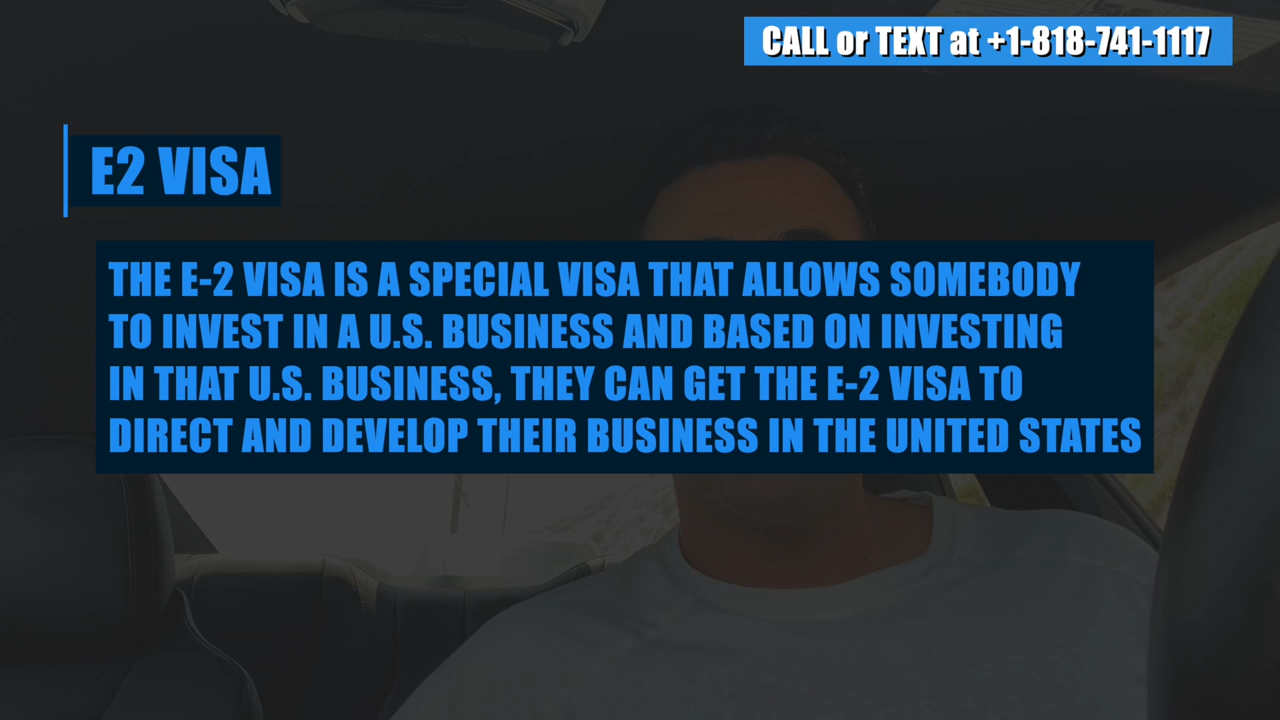 CALL or TEXT at +1-818-741-1117
E2 VISA
THE E-2 VISA IS A SPECIAL VISA THAT ALLOWS SOMEBODY
TO INVEST IN A U.S. BUSINESS AND BASED ON INVESTING
IN THAT U.S. BUSINESS, THEY CAN GET THE E-2 VISA TO
DIRECT AND DEVELOP THEIR BUSINESS IN THE UNITED STATES